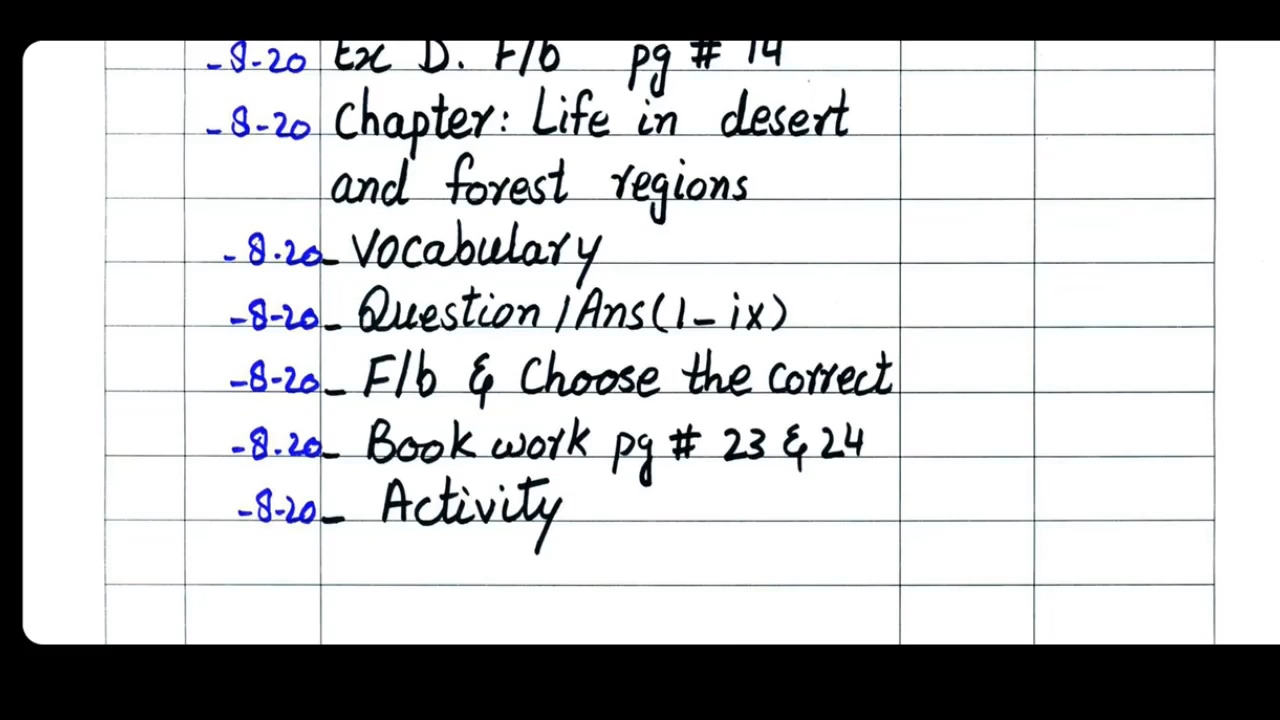 -8-20 Ex D. F/b pg # 14
-8-20 Chapter: Life in desert
and forest regions
-8.20 - Vocabulary
-8-20 - Question / Ans (1-ix)
-8-20 - F/b & Choose the correct
-8.20 - Book work pg # 23 & 24
-8-20 - Activity